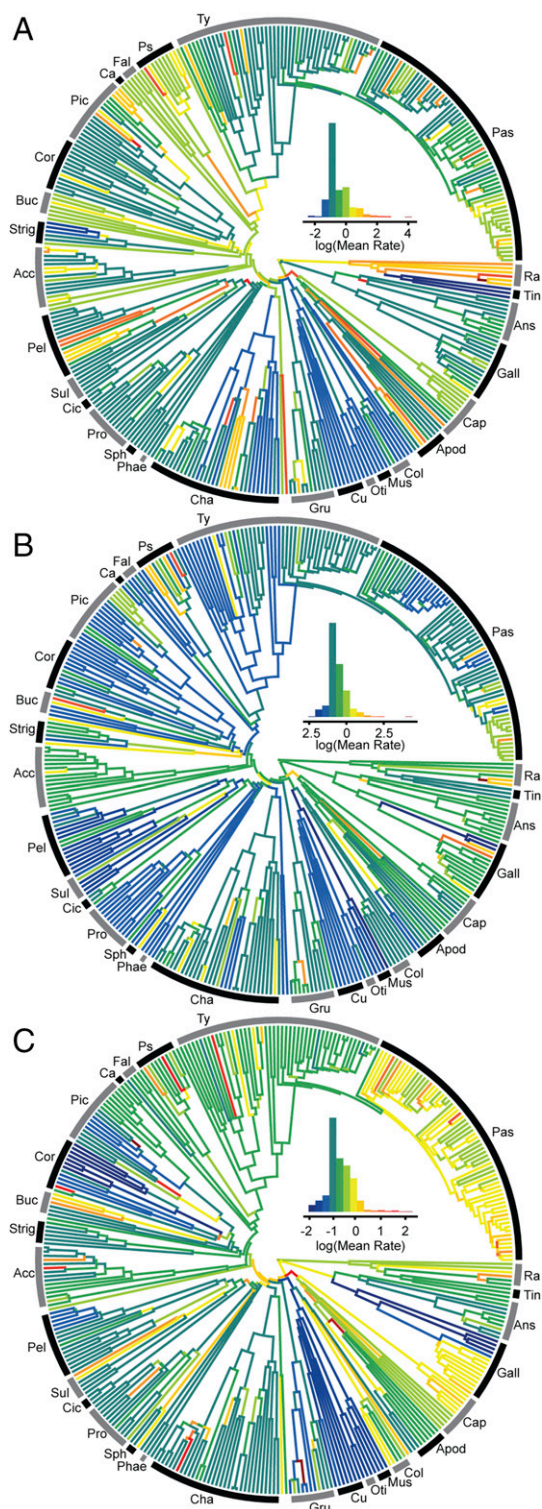 A
Ty
Ps
Fal
Ca
Pic
Cor
Buc
Strig
Acc
Pel
Sul
Cic
Pro
Sph
Phae
Cha
Gru
Cu
Oti
Mus
Col
Apod
Cap
Gall
Ans
Tin
Ra
Pas
-2 0 2 4
log(Mean Rate)
B
Ty
Ps
Fal
Ca
Pic
Cor
Buc
Strig
Acc
Pel
Sul
Cic
Pro
Sph
Phae
Cha
Gru
Cu
Oti
Mus
Col
Apod
Cap
Gall
Ans
Tin
Ra
Pas
2.5 0 2.5 5
log(Mean Rate)
C
Ty
Ps
Fal
Ca
Pic
Cor
Buc
Strig
Acc
Pel
Sul
Cic
Pro
Sph
Phae
Cha
Gru
Cu
Oti
Mus
Col
Apod
Cap
Gall
Ans
Tin
Ra
Pas
-2 -1 0 1 2
log(Mean Rate)